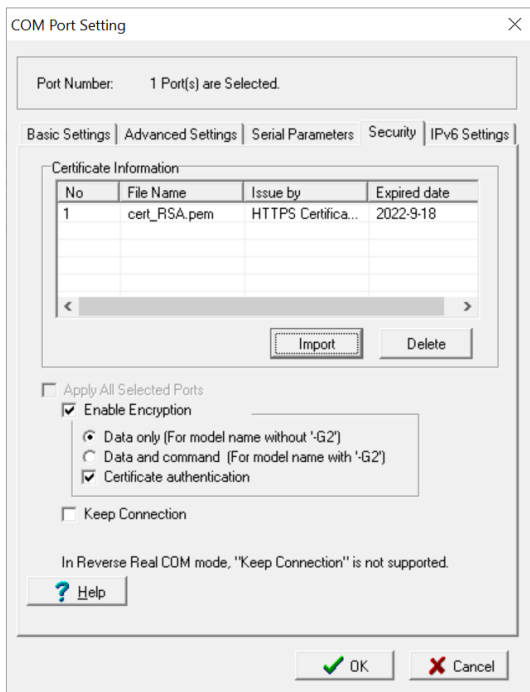 COM Port Setting
Port Number: 1 Port(s) are Selected.
Basic Settings Advanced Settings Serial Parameters Security IPv6 Settings
Certificate Information
No File Name Issue by Expired date
1 cert_RSA.pem HTTPS Certifica... 2022-9-18
Import Delete
Apply All Selected Ports
Enable Encryption
Data only (For model name without '-G2')
Data and command (For model name with '-G2')
Certificate authentication
Keep Connection
In Reverse Real COM mode, "Keep Connection" is not supported.
? Help
OK Cancel